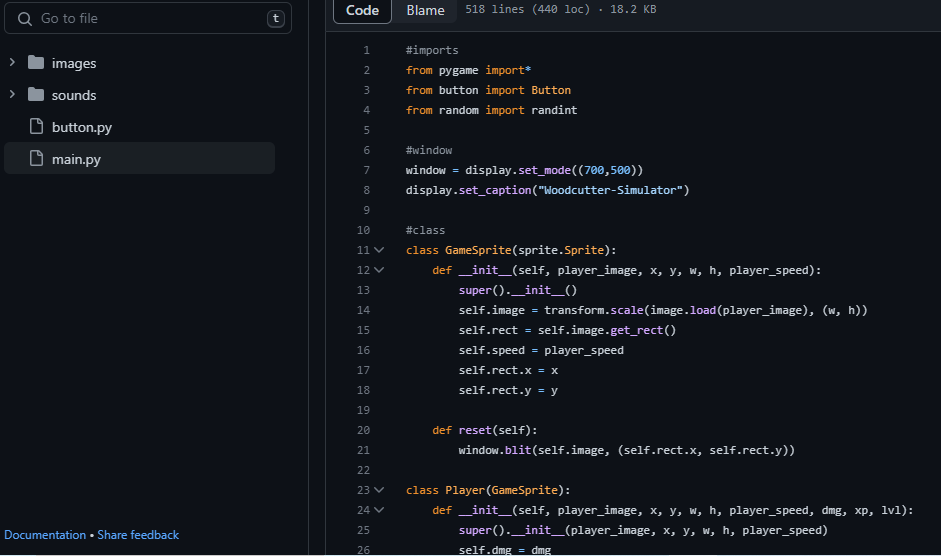 Go to file
t
images
sounds
button.py
main.py
Documentation • Share feedback
Code
Blame
518 lines (440 loc) · 18.2 KB
1 #imports
2 from pygame import*
3 from button import Button
4 from random import randint
5
6 #window
7 window = display.set_mode((700,500))
8 display.set_caption("Woodcutter-Simulator")
9
10 #class
11 class GameSprite(sprite.Sprite):
12     def __init__(self, player_image, x, y, w, h, player_speed):
13         super().__init__()
14         self.image = transform.scale(image.load(player_image), (w, h))
15         self.rect = self.image.get_rect()
16         self.speed = player_speed
17         self.rect.x = x
18         self.rect.y = y
19
20     def reset(self):
21         window.blit(self.image, (self.rect.x, self.rect.y))
22
23 class Player(GameSprite):
24     def __init__(self, player_image, x, y, w, h, player_speed, dmg, xp, lvl):
25         super().__init__(player_image, x, y, w, h, player_speed)
26         self.dmg = dmg